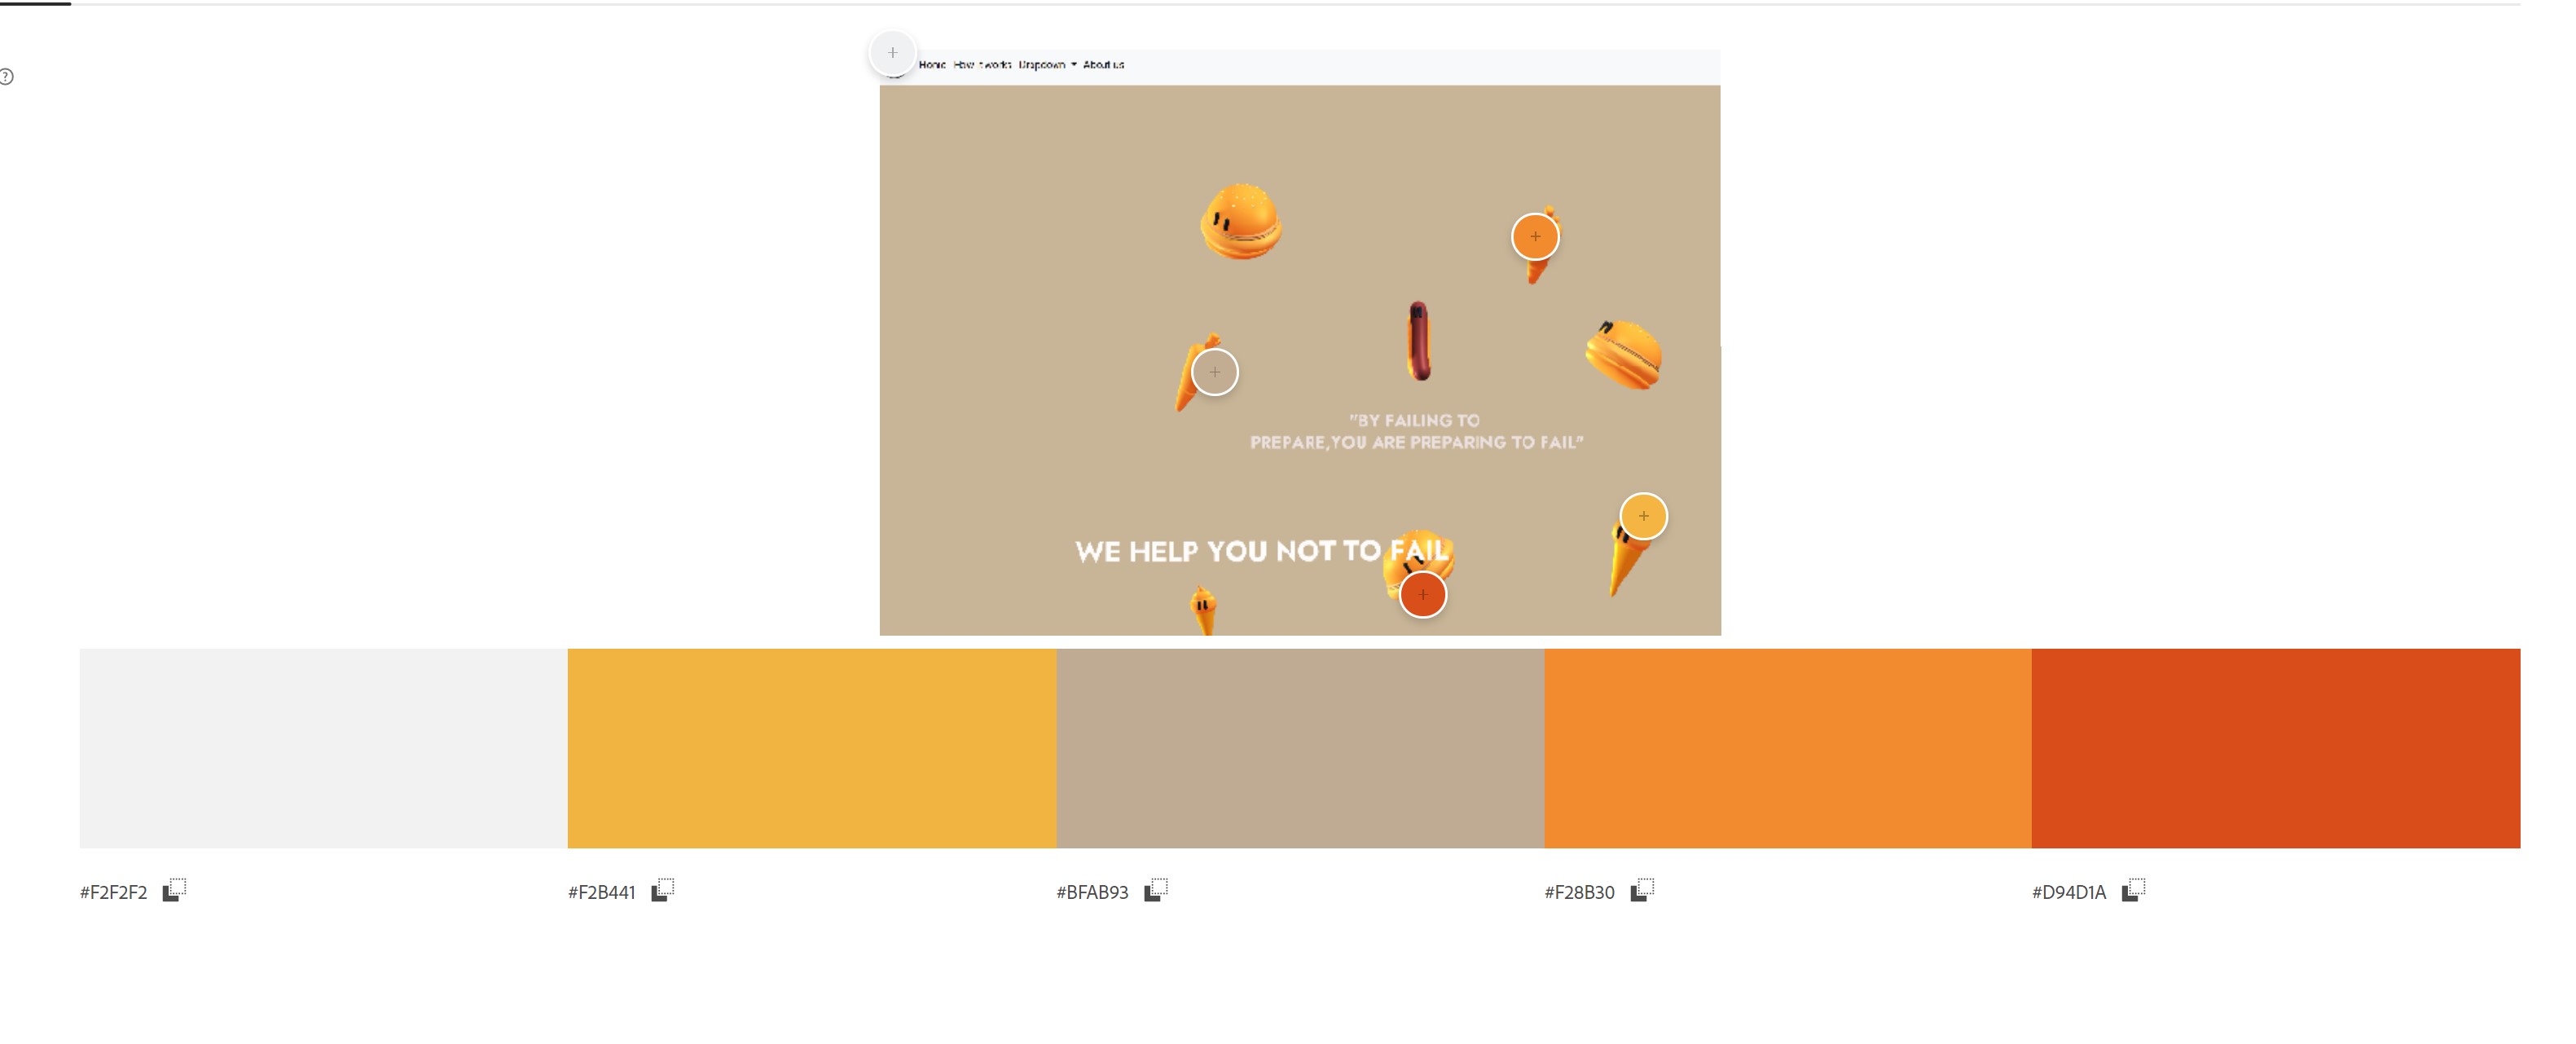 Home How it works Drapdown About us
"BY FAILING TO
PREPARE,YOU ARE PREPARING TO FAIL"
WE HELP YOU NOT TO FAIL
#F2F2F2 #F2B441 #BFAB93 #F28B30 #D94D1A